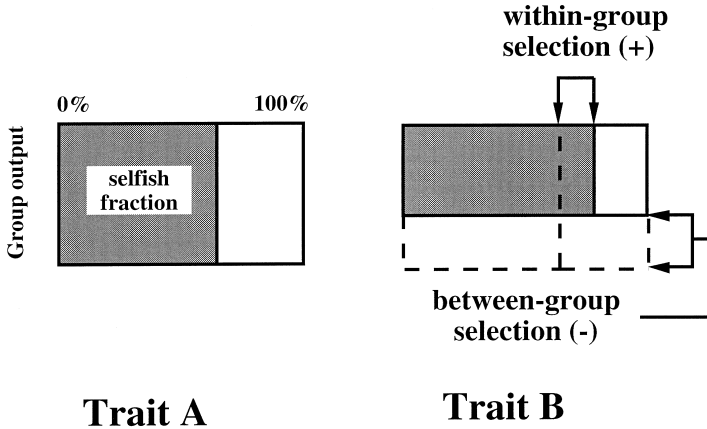 within-group
selection (+)
0%
100%
Group output
selfish
fraction
between-group
selection (-)
Trait A
Trait B